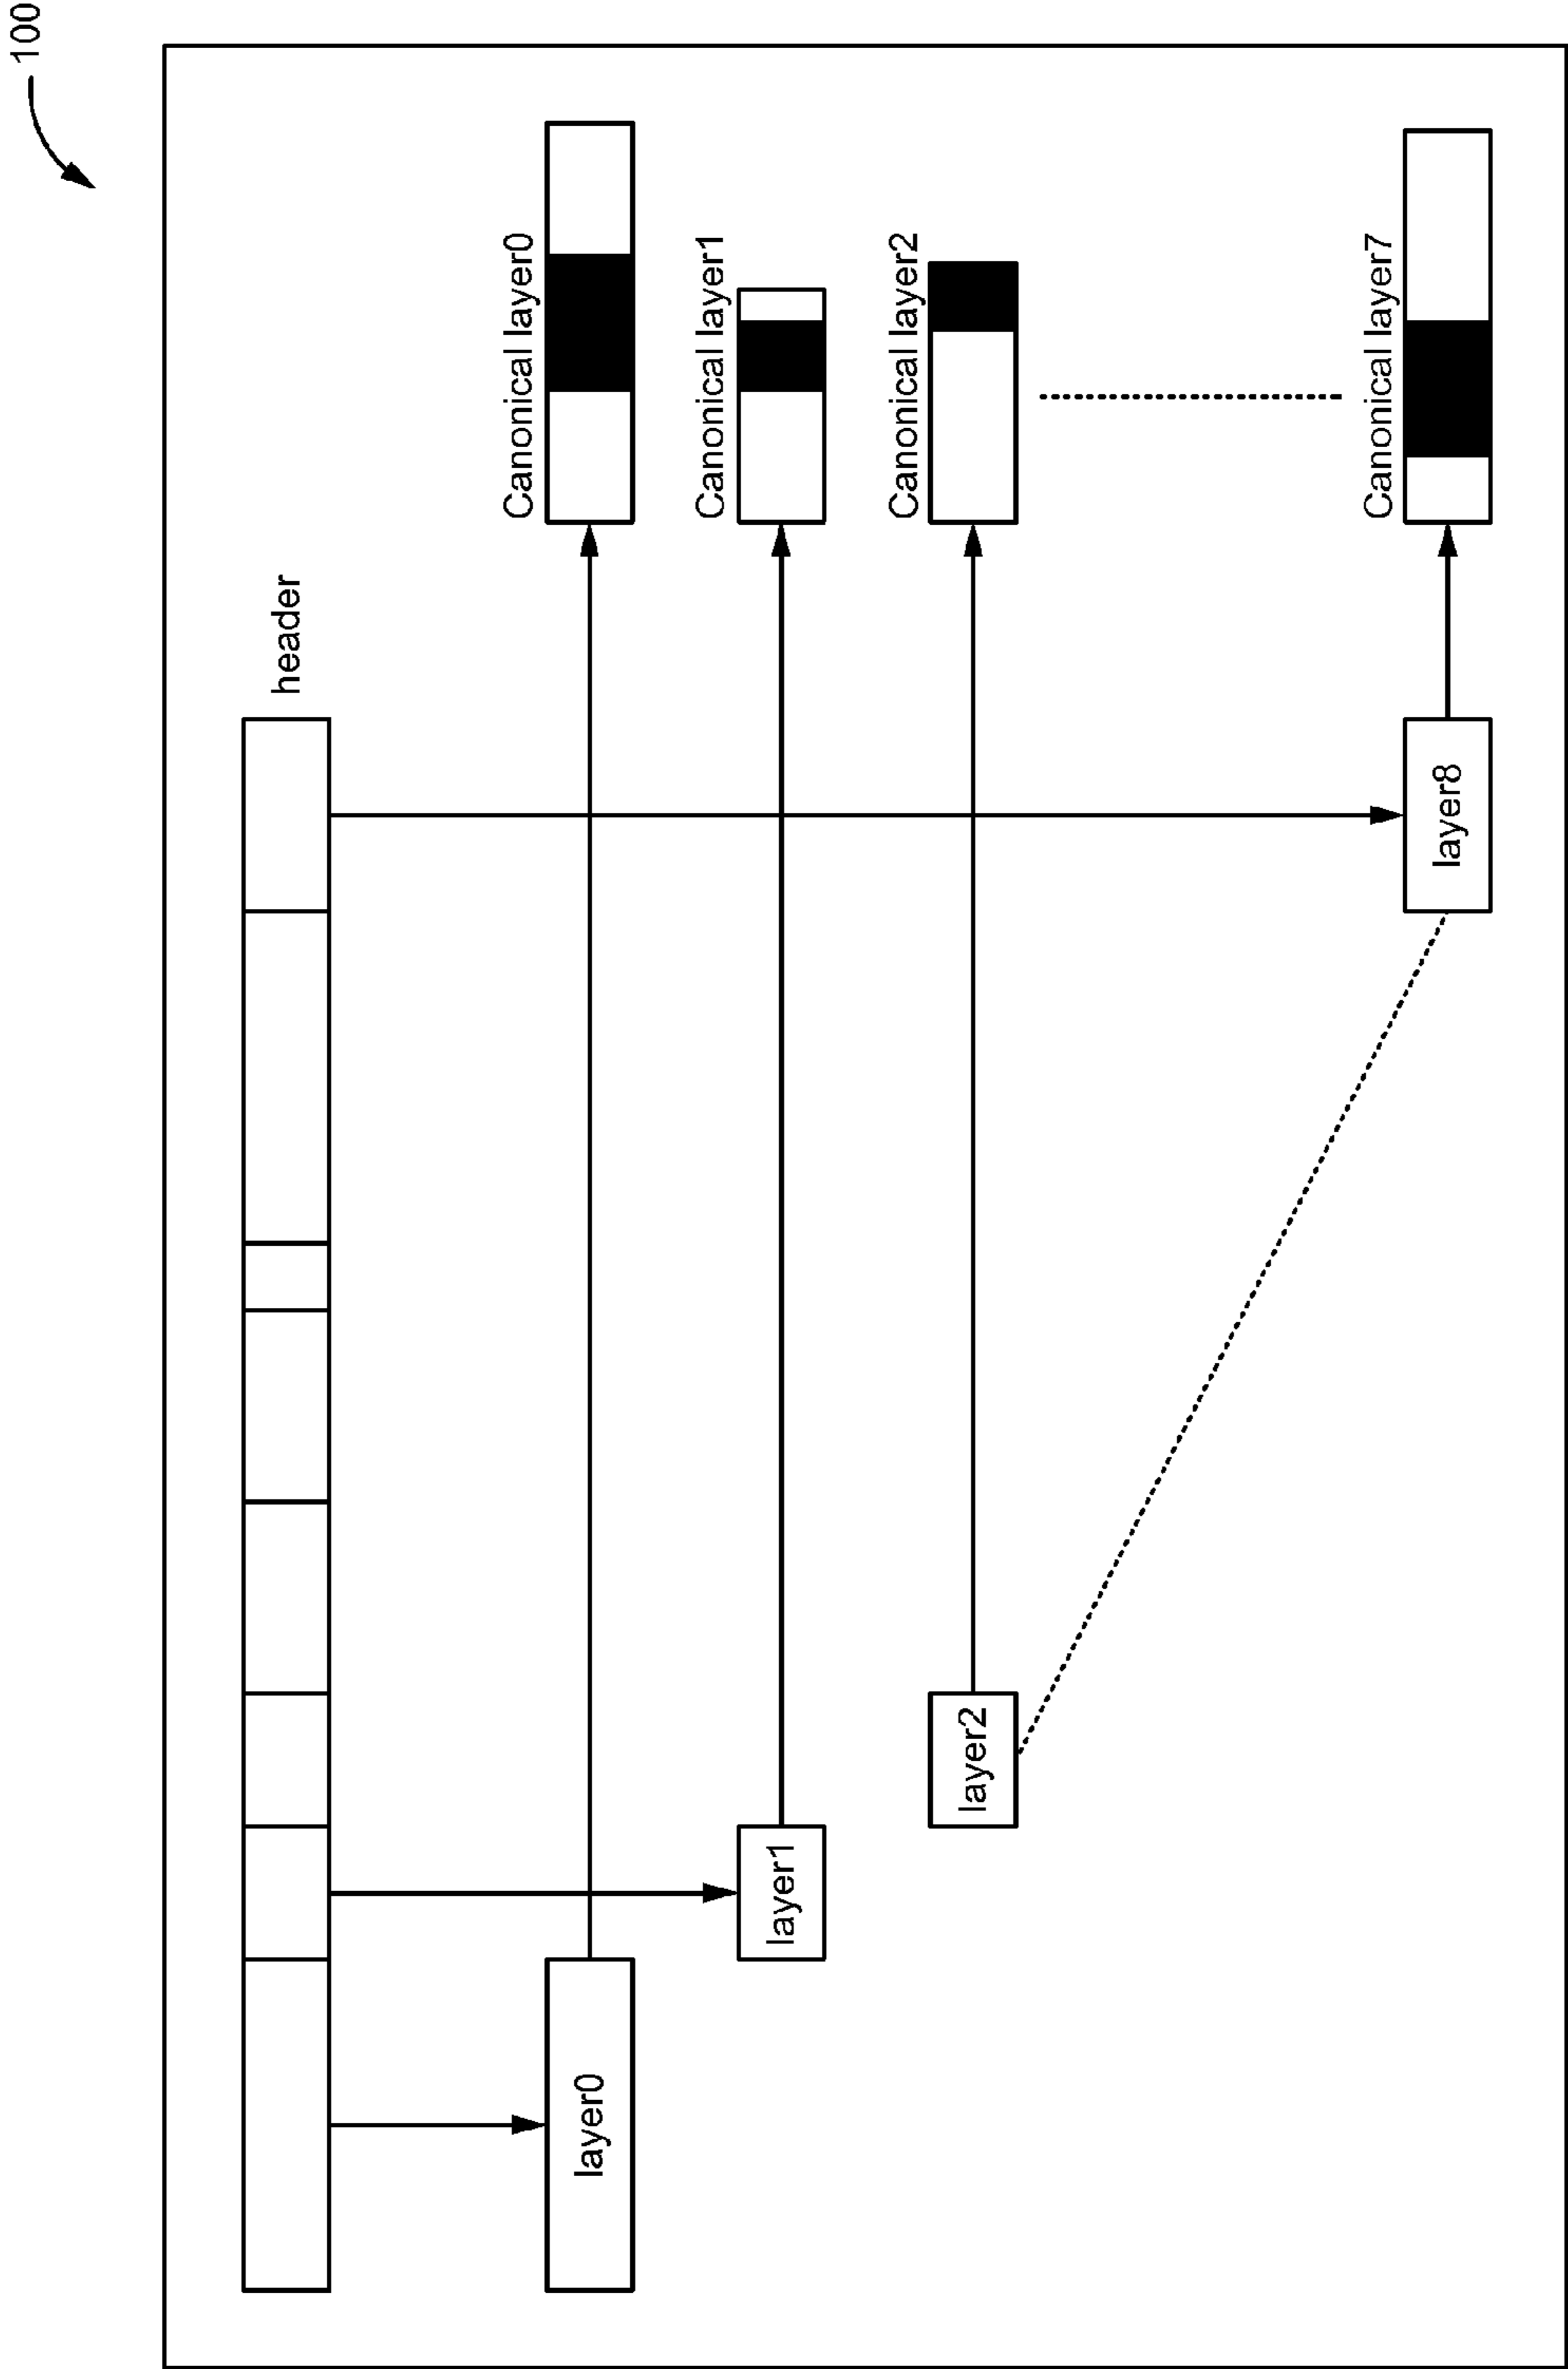 100
header
Canonical layer0
layer0
Canonical layer1
layer1
Canonical layer2
layer2
Canonical layer7
layer8